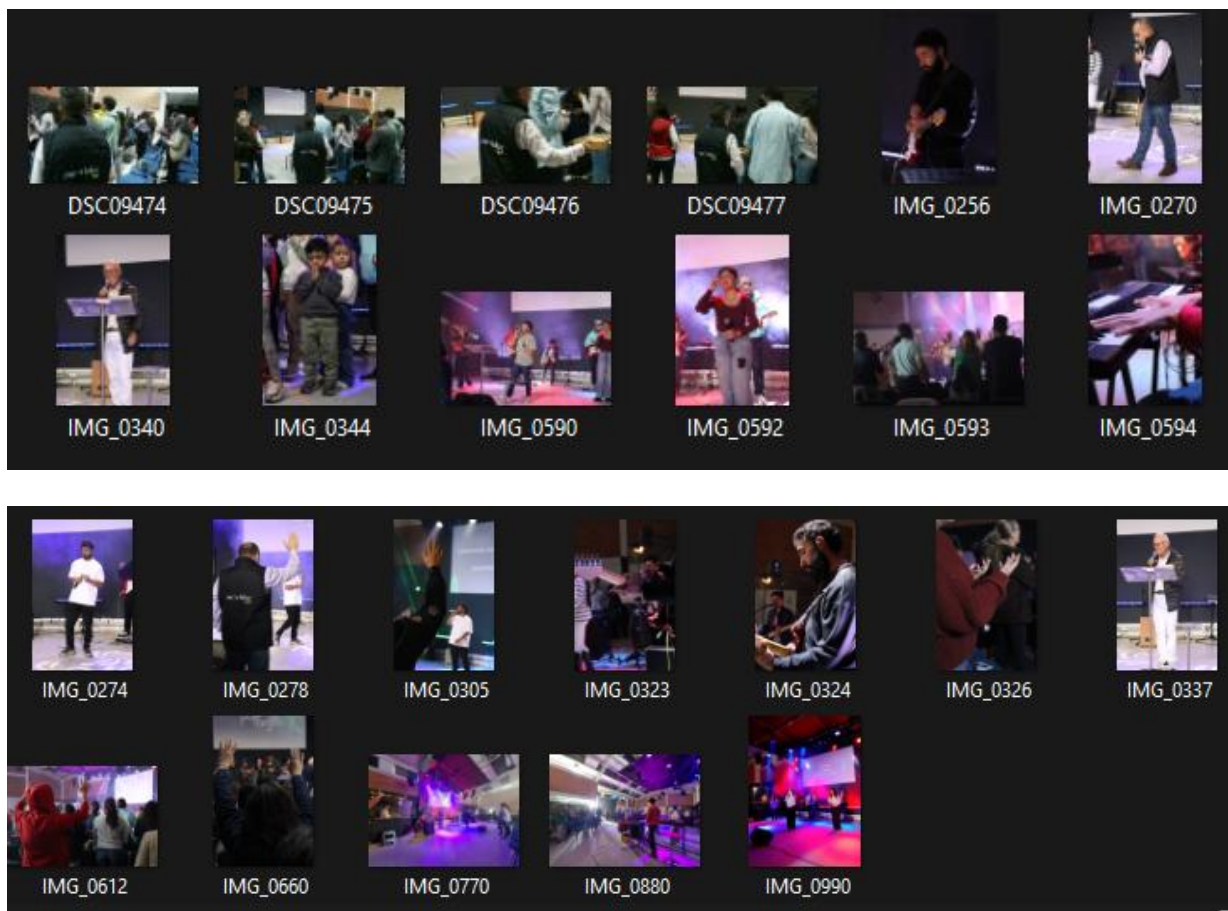 DSC09474 DSC09475 DSC09476 DSC09477 IMG_0256 IMG_0270
IMG_0340 IMG_0344 IMG_0590 IMG_0592 IMG_0593 IMG_0594
IMG_0274 IMG_0278 IMG_0305 IMG_0323 IMG_0324 IMG_0326 IMG_0337
IMG_0612 IMG_0660 IMG_0770 IMG_0880 IMG_0990